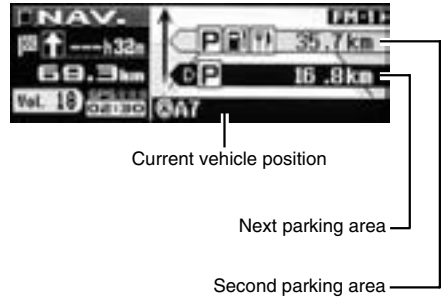 NAV.
FM-1
---h32m
P 35.7km
69.3km
D P 16.8km
Vol. 18 02:30
A7
Current vehicle position
Next parking area
Second parking area